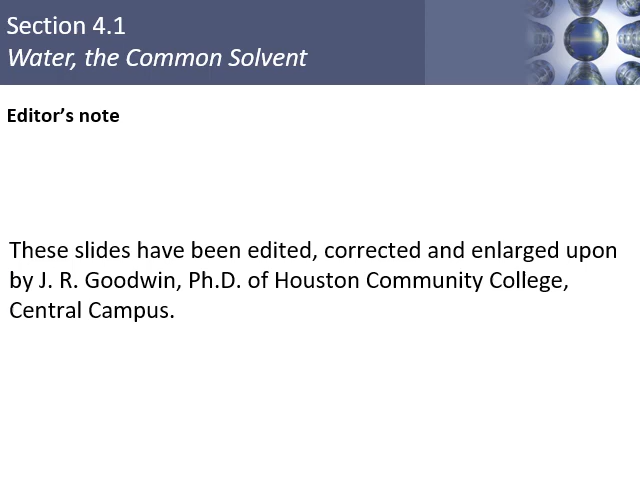 Section 4.1
Water, the Common Solvent
Editor’s note
These slides have been edited, corrected and enlarged upon
by J. R. Goodwin, Ph.D. of Houston Community College,
Central Campus.